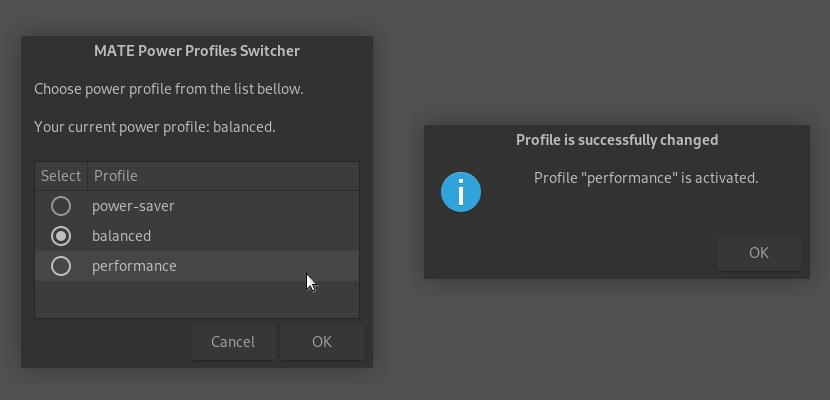 MATE Power Profiles Switcher
Choose power profile from the list bellow.
Your current power profile: balanced.
Select Profile
power-saver
balanced
performance
Cancel OK
Profile is successfully changed
Profile "performance" is activated.
OK